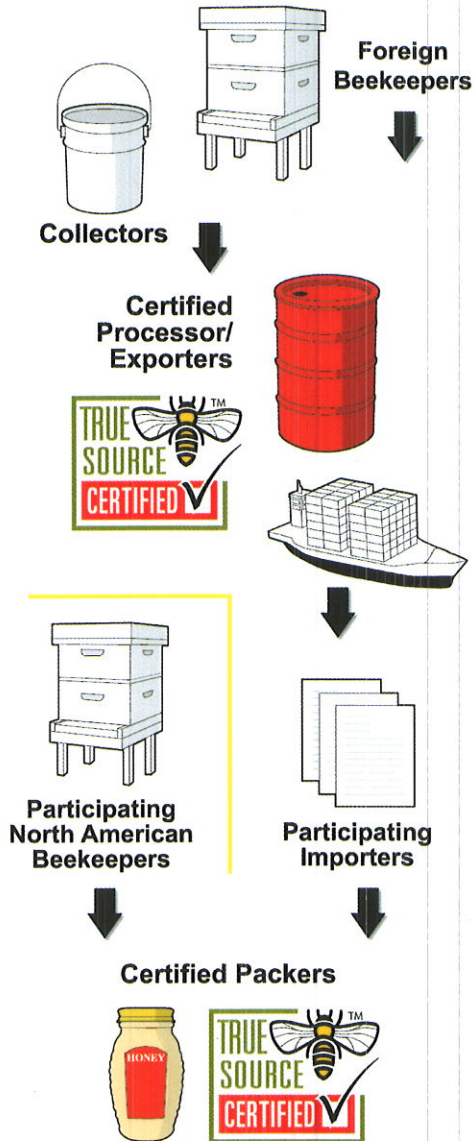 Foreign
Beekeepers
Collectors
Certified
Processor/
Exporters
TRUE
SOURCE
CERTIFIED
TM
Participating
North American
Beekeepers
Participating
Importers
Certified Packers
HONEY
TRUE
SOURCE
CERTIFIED
TM